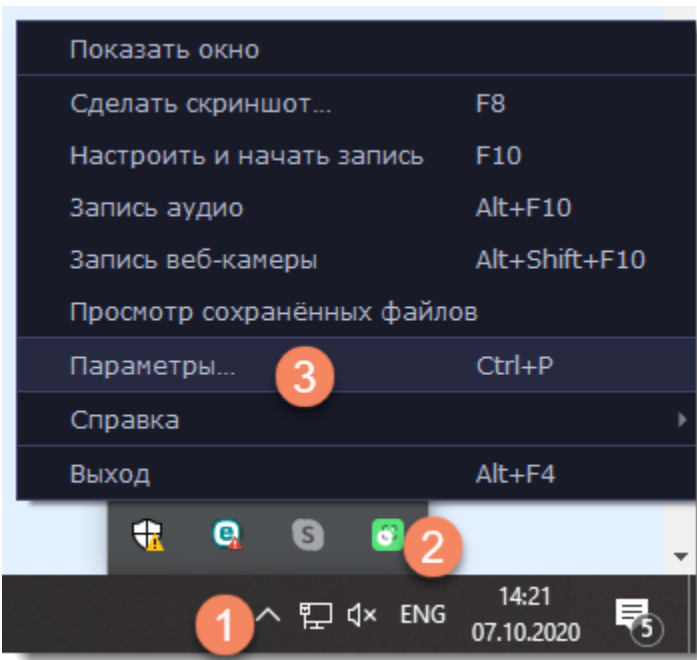 Показать окно
Сделать скриншот... F8
Настроить и начать запись F10
Запись аудио Alt+F10
Запись веб-камеры Alt+Shift+F10
Просмотр сохранённых файлов
Параметры... 3 Ctrl+P
Справка
Выход Alt+F4
e S 2
1 ENG 14:21
07.10.2020 5